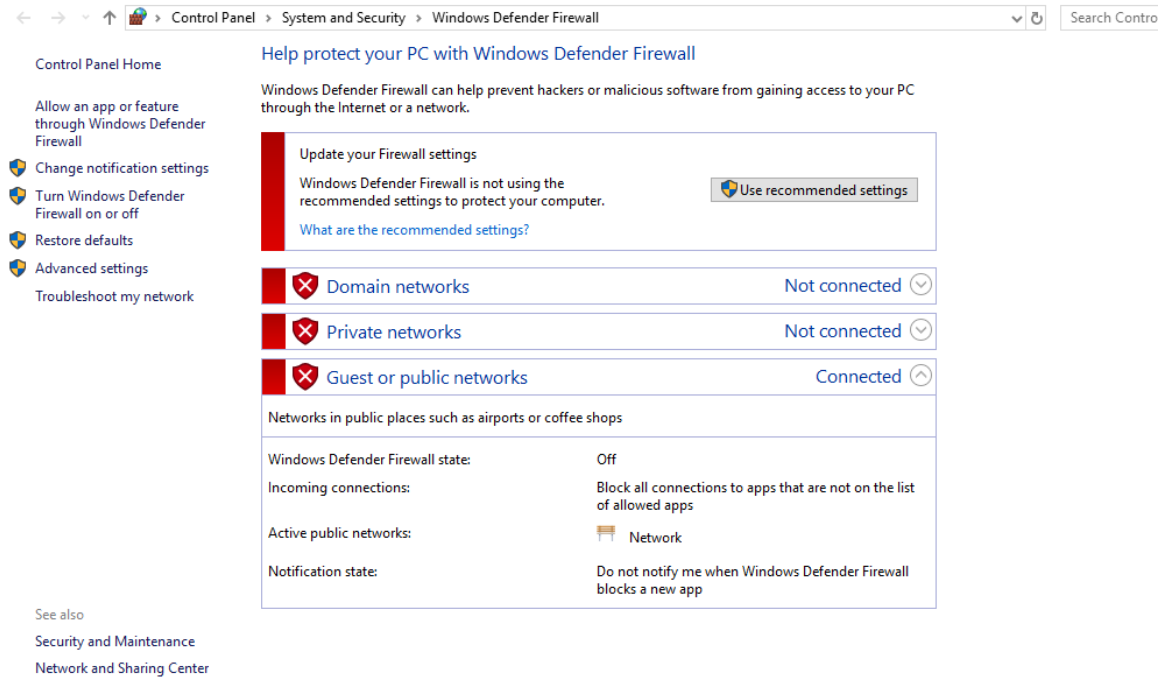 Control Panel > System and Security > Windows Defender Firewall
Search Contro
Control Panel Home
Allow an app or feature
through Windows Defender
Firewall
Change notification settings
Turn Windows Defender
Firewall on or off
Restore defaults
Advanced settings
Troubleshoot my network
See also
Security and Maintenance
Network and Sharing Center
Help protect your PC with Windows Defender Firewall
Windows Defender Firewall can help prevent hackers or malicious software from gaining access to your PC
through the Internet or a network.
Update your Firewall settings
Windows Defender Firewall is not using the
recommended settings to protect your computer.
Use recommended settings
What are the recommended settings?
Domain networks Not connected
Private networks Not connected
Guest or public networks Connected
Networks in public places such as airports or coffee shops
Windows Defender Firewall state: Off
Incoming connections: Block all connections to apps that are not on the list
of allowed apps
Active public networks: Network
Notification state: Do not notify me when Windows Defender Firewall
blocks a new app